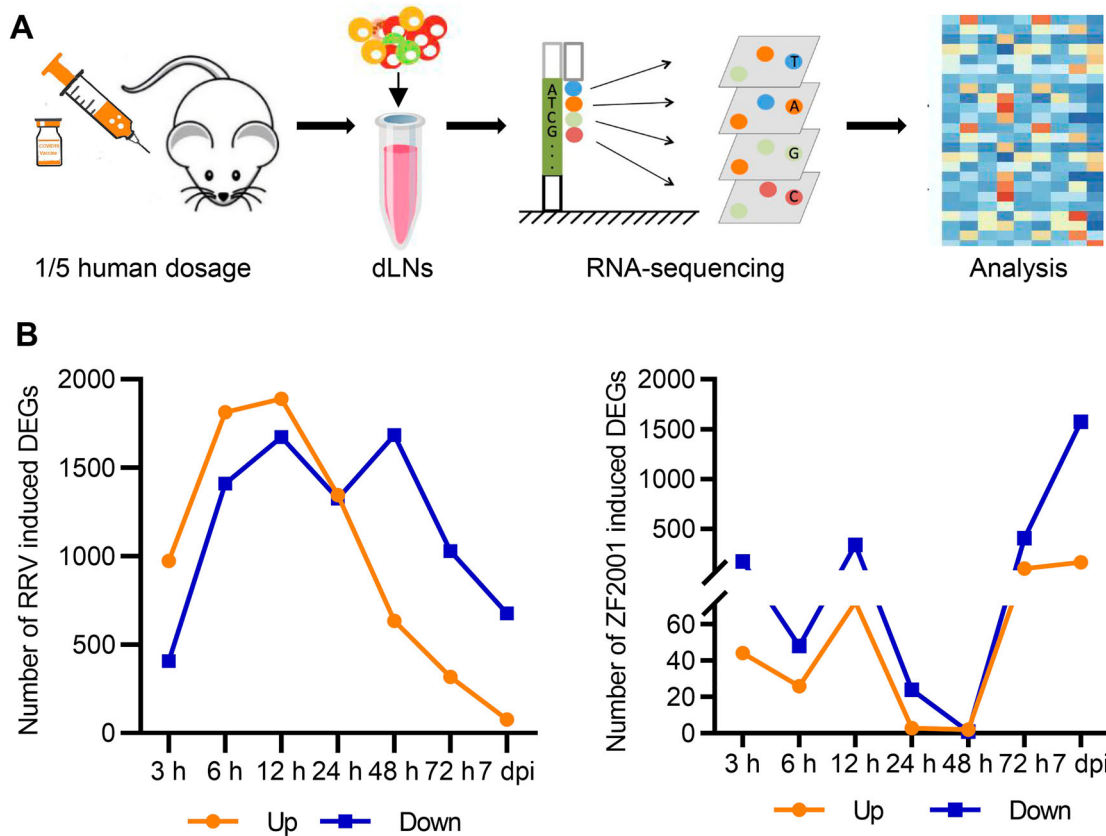 A
COVID19
Vaccine
A
T
C
G
.
.
.
T
A
G
C
1/5 human dosage
dLNs
RNA-sequencing
Analysis
B
Number of RRV induced DEGs
2000
1500
1000
500
0
3 h 6 h 12 h 24 h 48 h 72 h 7 dpi
Up Down
Number of ZF2001 induced DEGs
2000
1500
1000
500
60
40
20
0
3 h 6 h 12 h 24 h 48 h 72 h 7 dpi
Up Down